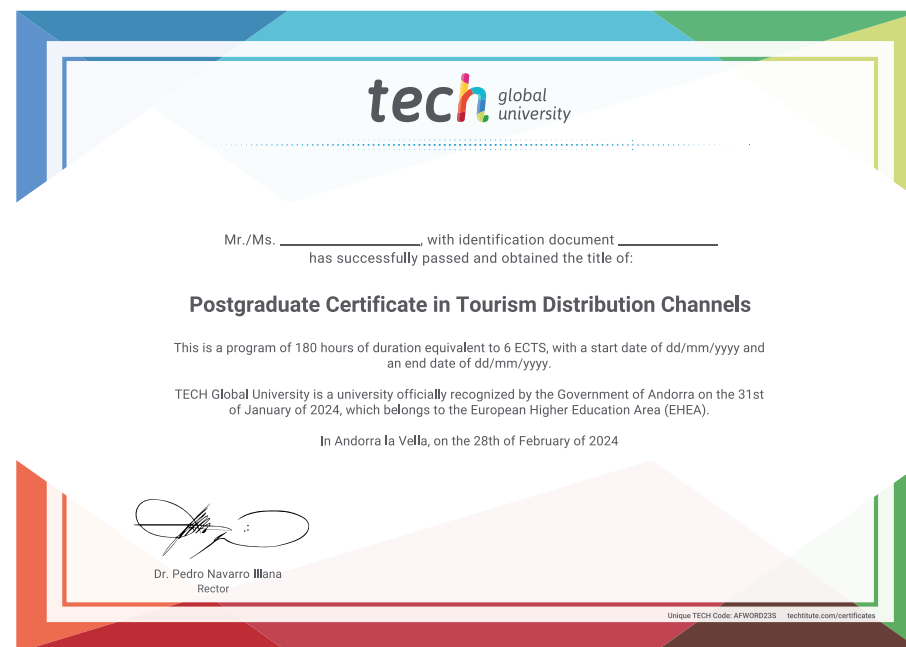 tech global university
Mr./Ms. ____________, with identification document ____________
has successfully passed and obtained the title of:
Postgraduate Certificate in Tourism Distribution Channels
This is a program of 180 hours of duration equivalent to 6 ECTS, with a start date of dd/mm/yyyy and
an end date of dd/mm/yyyy.
TECH Global University is a university officially recognized by the Government of Andorra on the 31st
of January of 2024, which belongs to the European Higher Education Area (EHEA).
In Andorra la Vella, on the 28th of February of 2024
Dr. Pedro Navarro Illana
Rector
Unique TECH Code: AFWORD23S techtitute.com/certificates